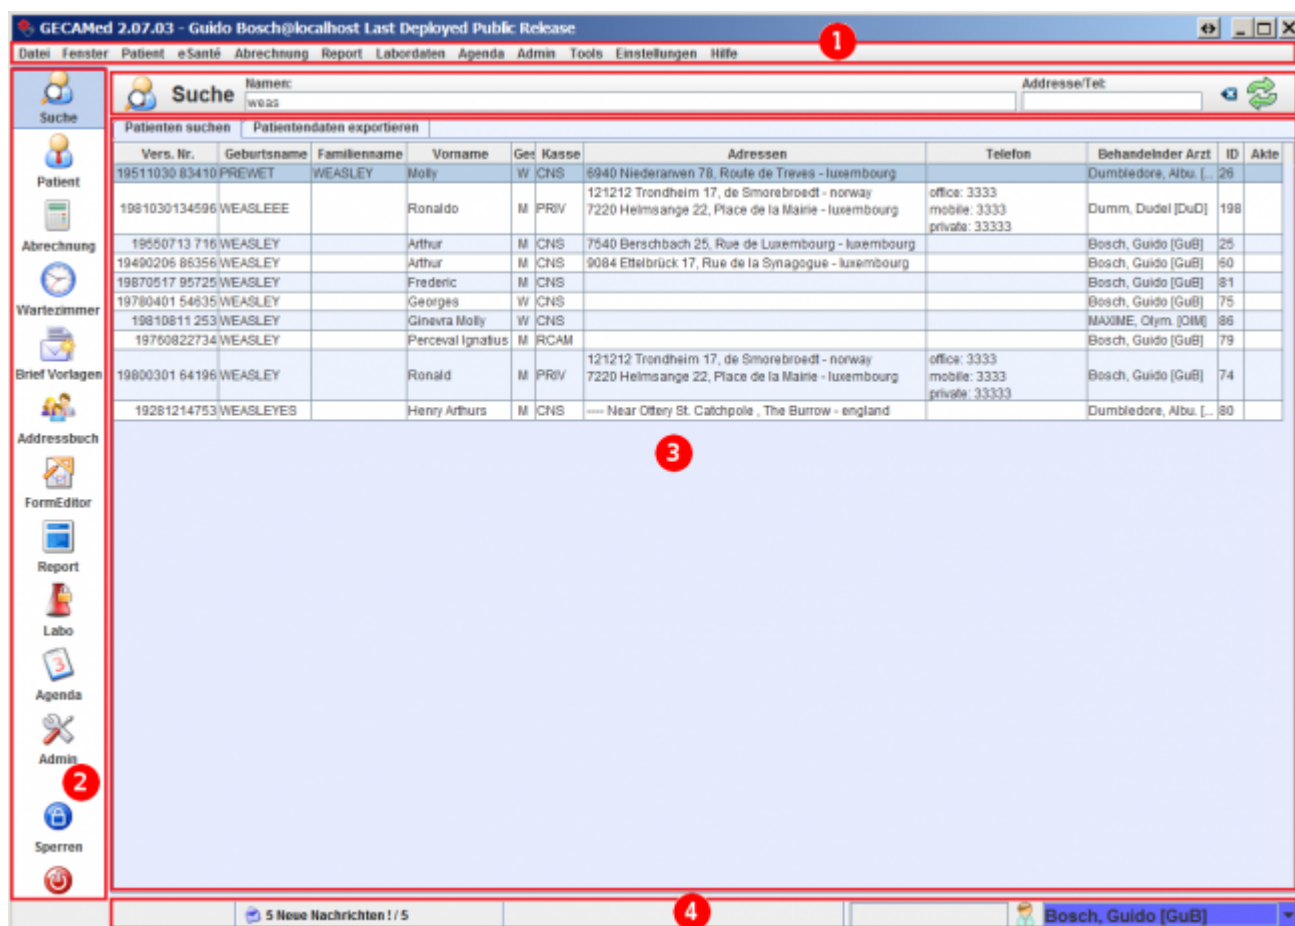 GECAMed 2.07.03 - Guido Bosch@localhost Last Deployed Public Release
Datei Fenster Patient eSanté Abrechnung Report Labordaten Agenda Admin Tools Einstellungen Hilfe
1
Suche
Patient
Abrechnung
Wartezimmer
Brief Vorlagen
Addressbuch
FormEditor
Report
Labo
3
Agenda
Admin
2
Sperren
Suche
Namen:
weas
Addresse/Tel:
Patienten suchen Patientendaten exportieren
Vers. Nr. Geburtsname Familienname Vorname Ges Kasse Adressen Telefon Behandelnder Arzt ID Akte
19511030 83410 PREWET WEASLEY Molly W CNS 6940 Niederanven 78, Route de Treves - luxembourg Dumbledore, Albu. [... 26
121212 Trondheim 17, de Smorebroedt - norway office: 3333
1981030134596 WEASLEEE Ronaldo M PRIV 7220 Helmsange 22, Place de la Mairie - luxembourg mobile: 3333 Dumm, Dudel [DuD] 198
private: 33333
19550713 716 WEASLEY Arthur M CNS 7540 Berschbach 25, Rue de Luxembourg - luxembourg Bosch, Guido [GuB] 25
19490206 86356 WEASLEY Arthur M CNS 9084 Ettelbrück 17, Rue de la Synagogue - luxembourg Bosch, Guido [GuB] 60
19870517 95725 WEASLEY Frederic M CNS Bosch, Guido [GuB] 81
19780401 54635 WEASLEY Georges W CNS Bosch, Guido [GuB] 75
19810811 253 WEASLEY Ginevra Molly W CNS MAXIME, Olym. [OlM] 86
19760822734 WEASLEY Perceval Ignatius M RCAM Bosch, Guido [GuB] 79
121212 Trondheim 17, de Smorebroedt - norway office: 3333
19800301 64196 WEASLEY Ronald M PRIV 7220 Helmsange 22, Place de la Mairie - luxembourg mobile: 3333 Bosch, Guido [GuB] 74
private: 33333
19281214753 WEASLEYES Henry Arthurs M CNS ---- Near Ottery St. Catchpole , The Burrow - england Dumbledore, Albu. [... 80
3
5 Neue Nachrichten ! / 5
4
Bosch, Guido [GuB]